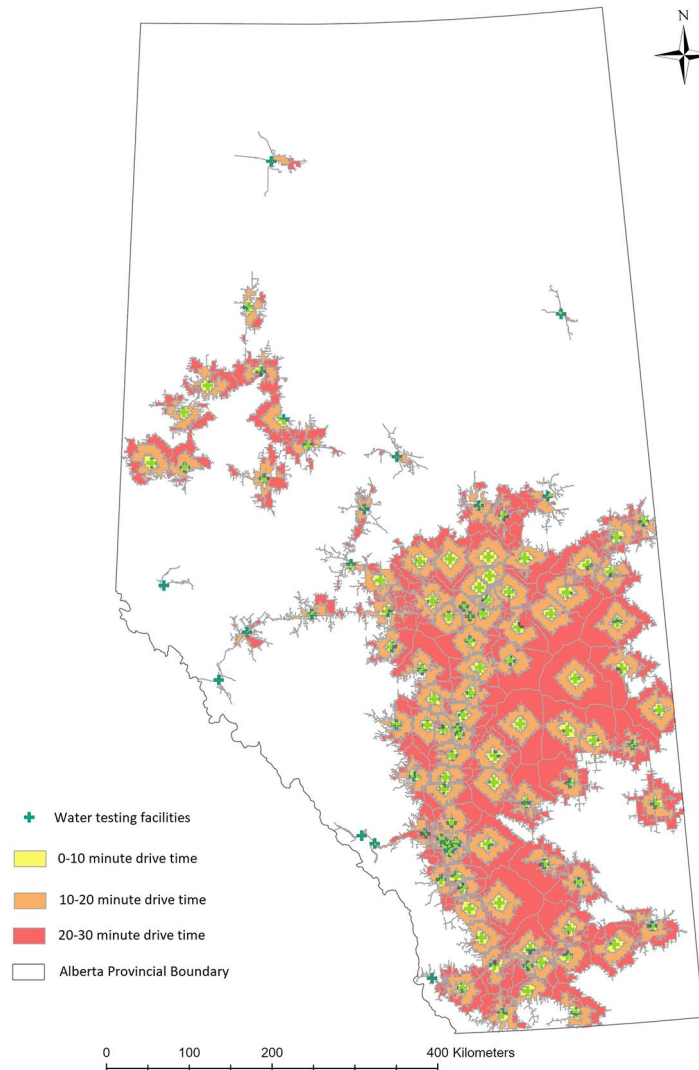 N
Water testing facilities
0-10 minute drive time
10-20 minute drive time
20-30 minute drive time
Alberta Provincial Boundary
0 100 200 400 Kilometers